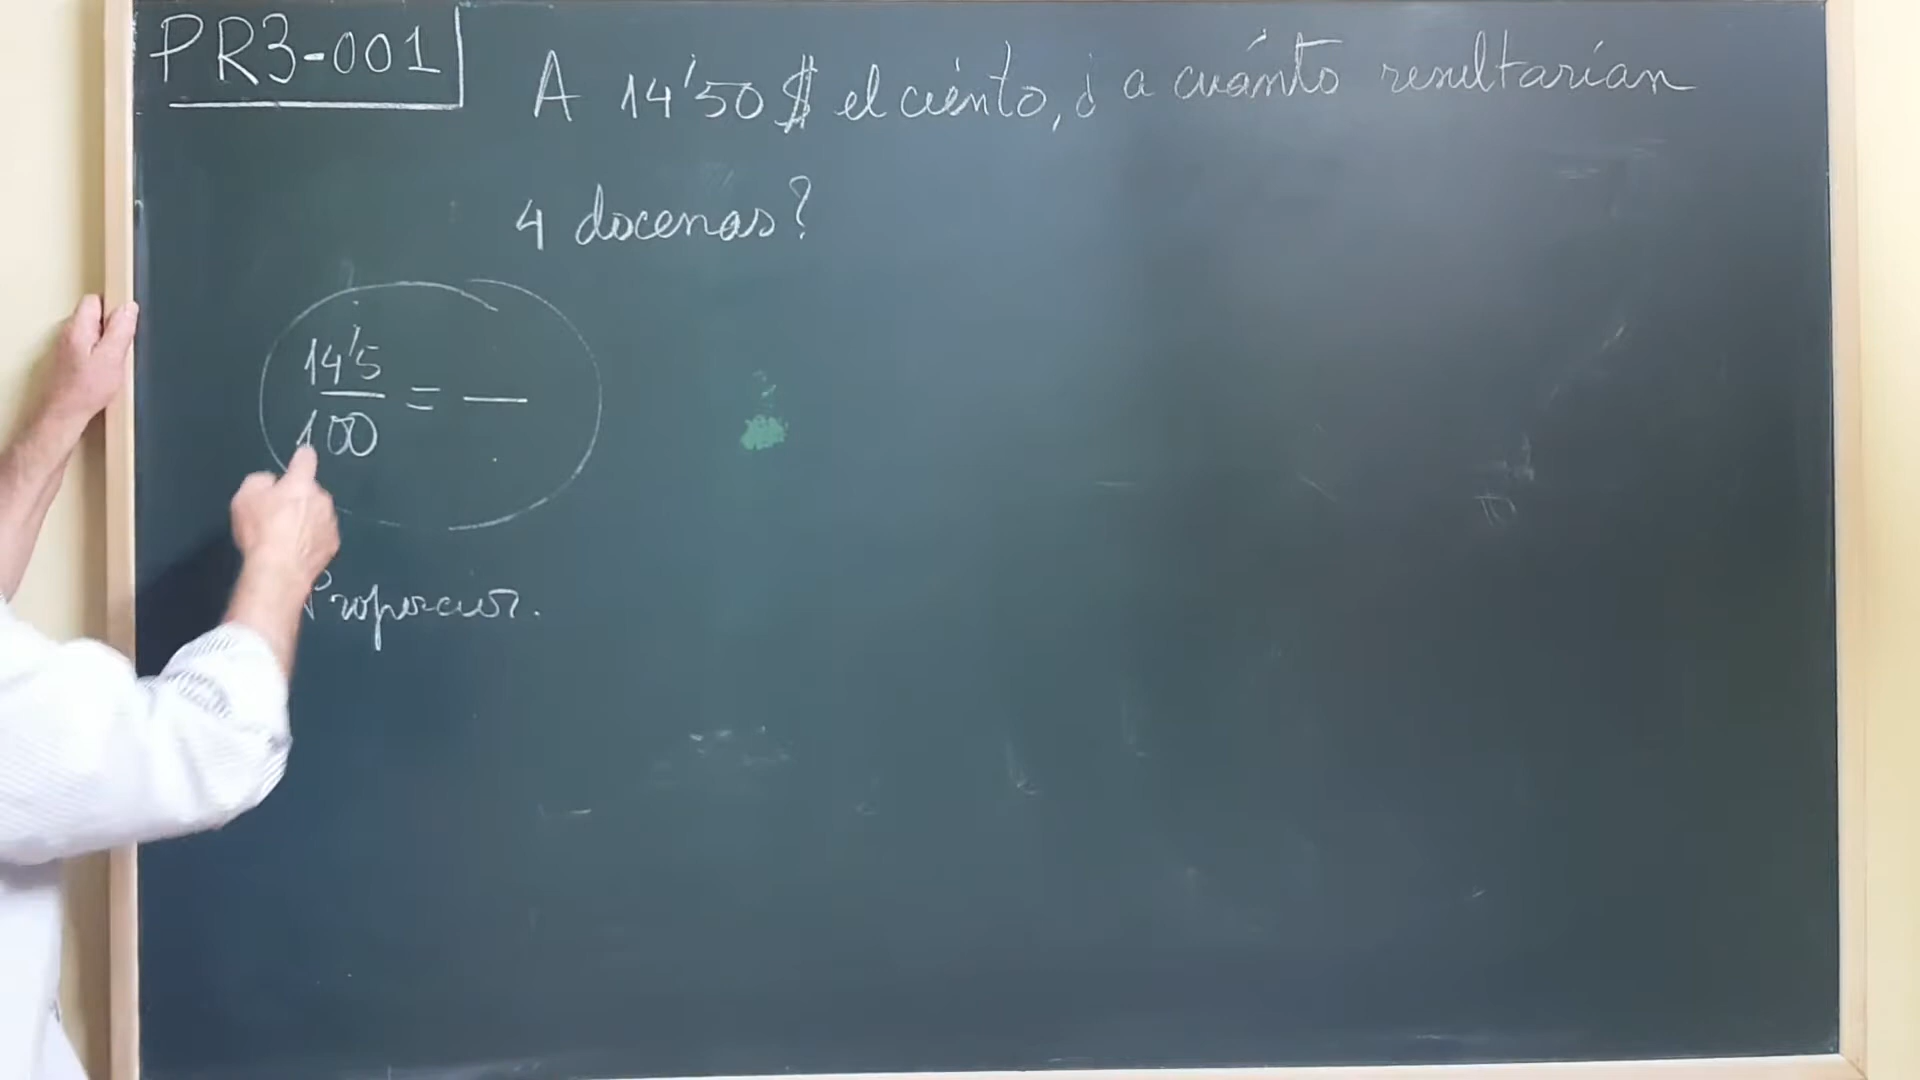 PR3-001
A 14'50 $ el ciento, ¿a cuánto resultarían
4 docenas?
14'5
100
= —
Proporción.